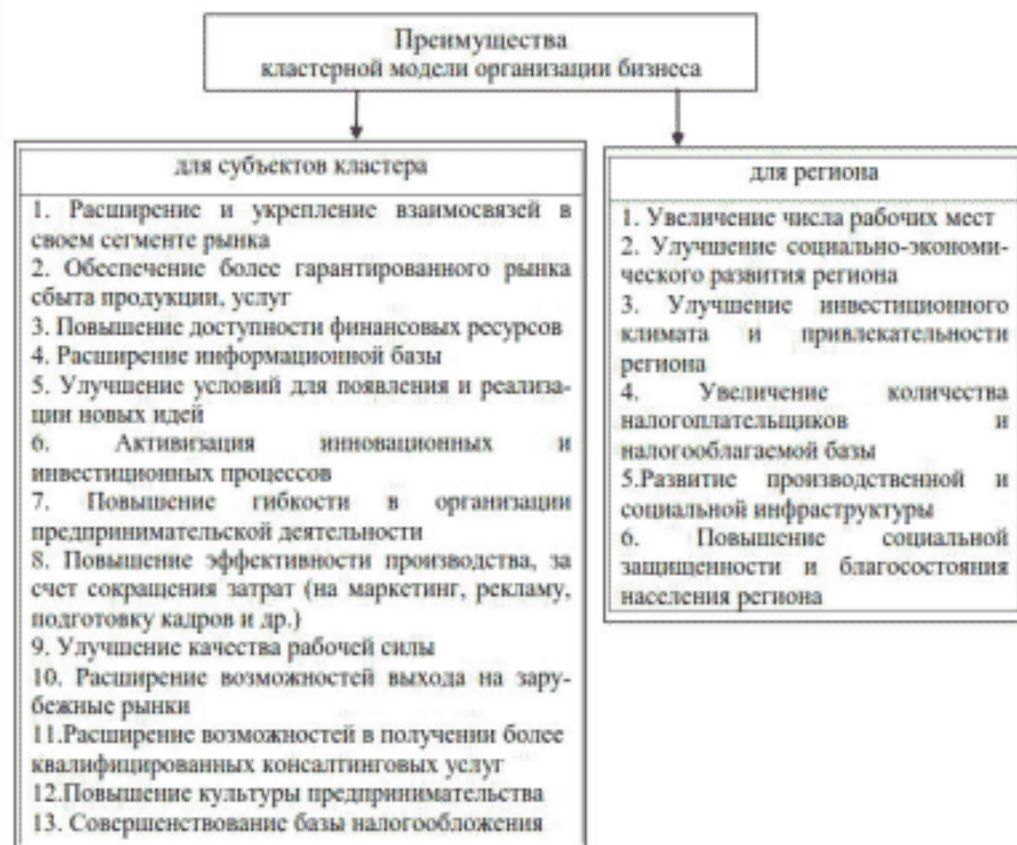 Преимущества
кластерной модели организации бизнеса
для субъектов кластера
1. Расширение и укрепление взаимосвязей в
своем сегменте рынка
2. Обеспечение более гарантированного рынка
сбыта продукции, услуг
3. Повышение доступности финансовых ресурсов
4. Расширение информационной базы
5. Улучшение условий для появления и реализа-
ции новых идей
6. Активизация инновационных и
инвестиционных процессов
7. Повышение гибкости в организации
предпринимательской деятельности
8. Повышение эффективности производства, за
счет сокращения затрат (на маркетинг, рекламу,
подготовку кадров и др.)
9. Улучшение качества рабочей силы
10. Расширение возможностей выхода на зару-
бежные рынки
11.Расширение возможностей в получении более
квалифицированных консалтинговых услуг
12.Повышение культуры предпринимательства
13. Совершенствование базы налогообложения
для региона
1. Увеличение числа рабочих мест
2. Улучшение социально-экономи-
ческого развития региона
3. Улучшение инвестиционного
климата и привлекательности
региона
4. Увеличение количества
налогоплательщиков и
налогооблагаемой базы
5.Развитие производственной и
социальной инфраструктуры
6. Повышение социальной
защищенности и благосостояния
населения региона